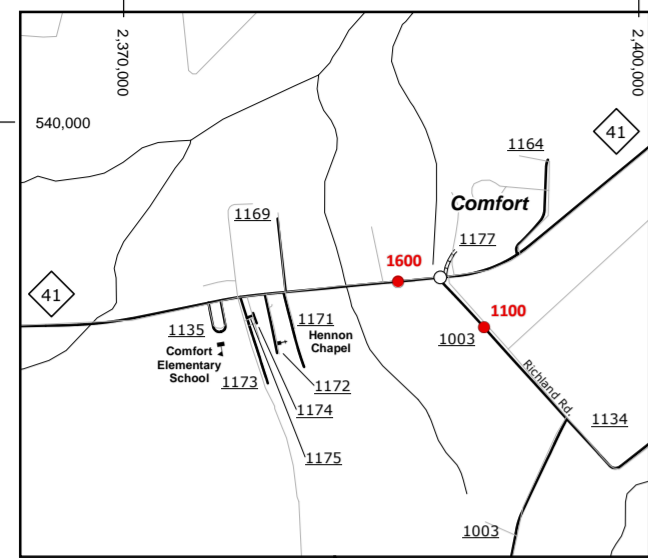 2,370,000
2,400,000
540,000
41
1164
Comfort
1169
1177
1600
41
1100
1171
1135
Hennon
Chapel
1003
Comfort
Elementary
School
1173
1172
Richland Rd.
1174
1134
1175
1003